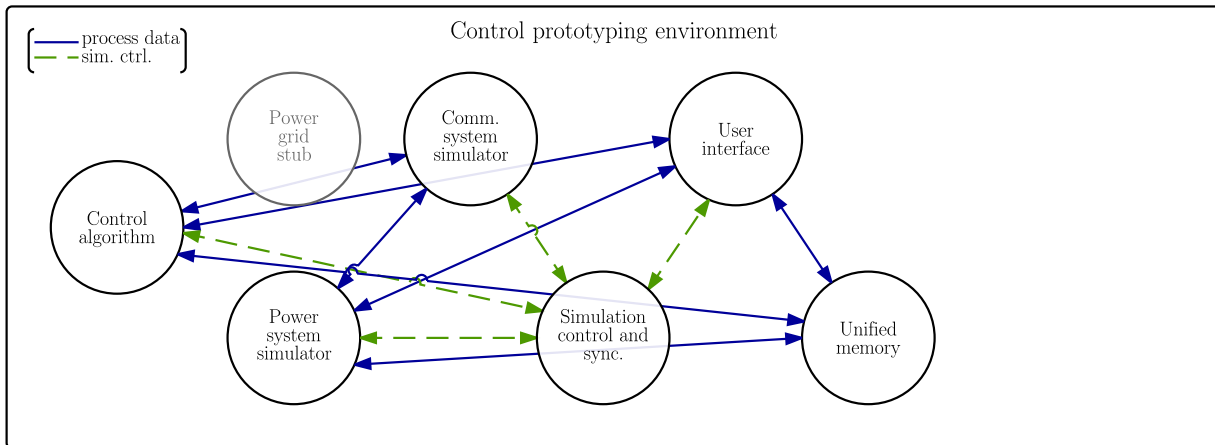 Control prototyping environment
process data
sim. ctrl.
Power
grid
stub
Comm.
system
simulator
User
interface
Control
algorithm
Power
system
simulator
Simulation
control and
sync.
Unified
memory